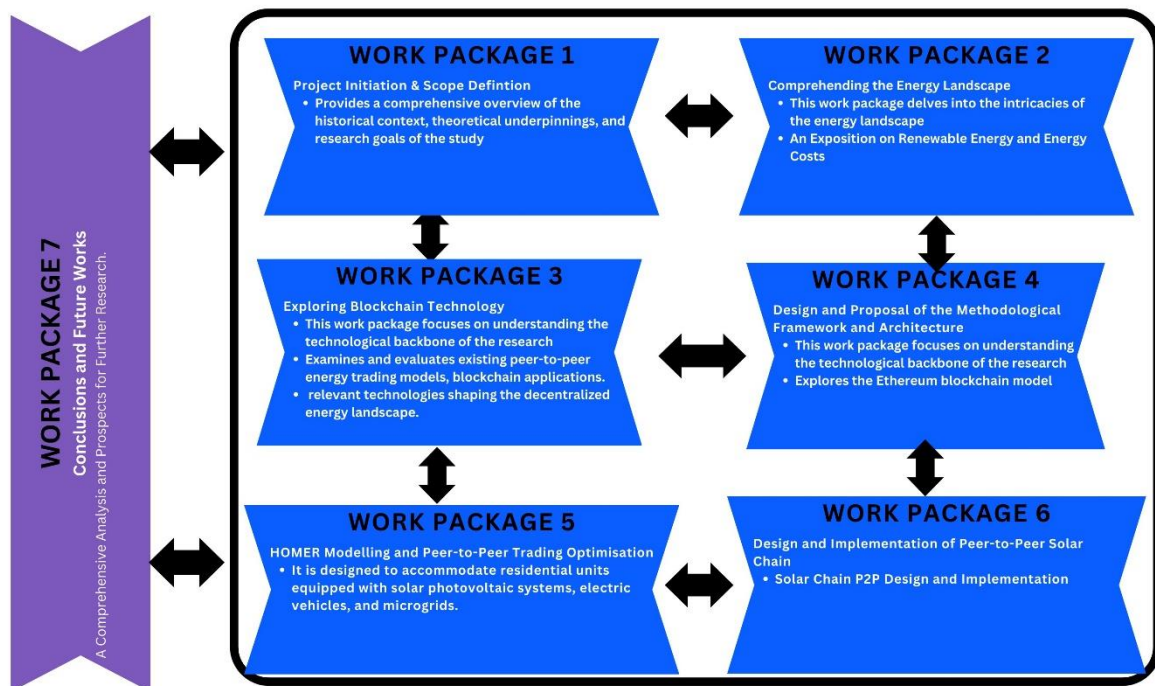 WORK PACKAGE 7
Conclusions and Future Works
A Comprehensive Analysis and Prospects for Further Research.
WORK PACKAGE 1
Project Initiation & Scope Defintion
• Provides a comprehensive overview of the
historical context, theoretical underpinnings, and
research goals of the study
WORK PACKAGE 2
Comprehending the Energy Landscape
• This work package delves into the intricacies of
the energy landscape
• An Exposition on Renewable Energy and Energy
Costs
WORK PACKAGE 3
Exploring Blockchain Technology
• This work package focuses on understanding the
technological backbone of the research
• Examines and evaluates existing peer-to-peer
energy trading models, blockchain applications.
• relevant technologies shaping the decentralized
energy landscape.
WORK PACKAGE 4
Design and Proposal of the Methodological
Framework and Architecture
• This work package focuses on understanding
the technological backbone of the research
• Explores the Ethereum blockchain model
WORK PACKAGE 5
HOMER Modelling and Peer-to-Peer Trading Optimisation
• It is designed to accommodate residential units
equipped with solar photovoltaic systems, electric
vehicles, and microgrids.
WORK PACKAGE 6
Design and Implementation of Peer-to-Peer Solar
Chain
• Solar Chain P2P Design and Implementation